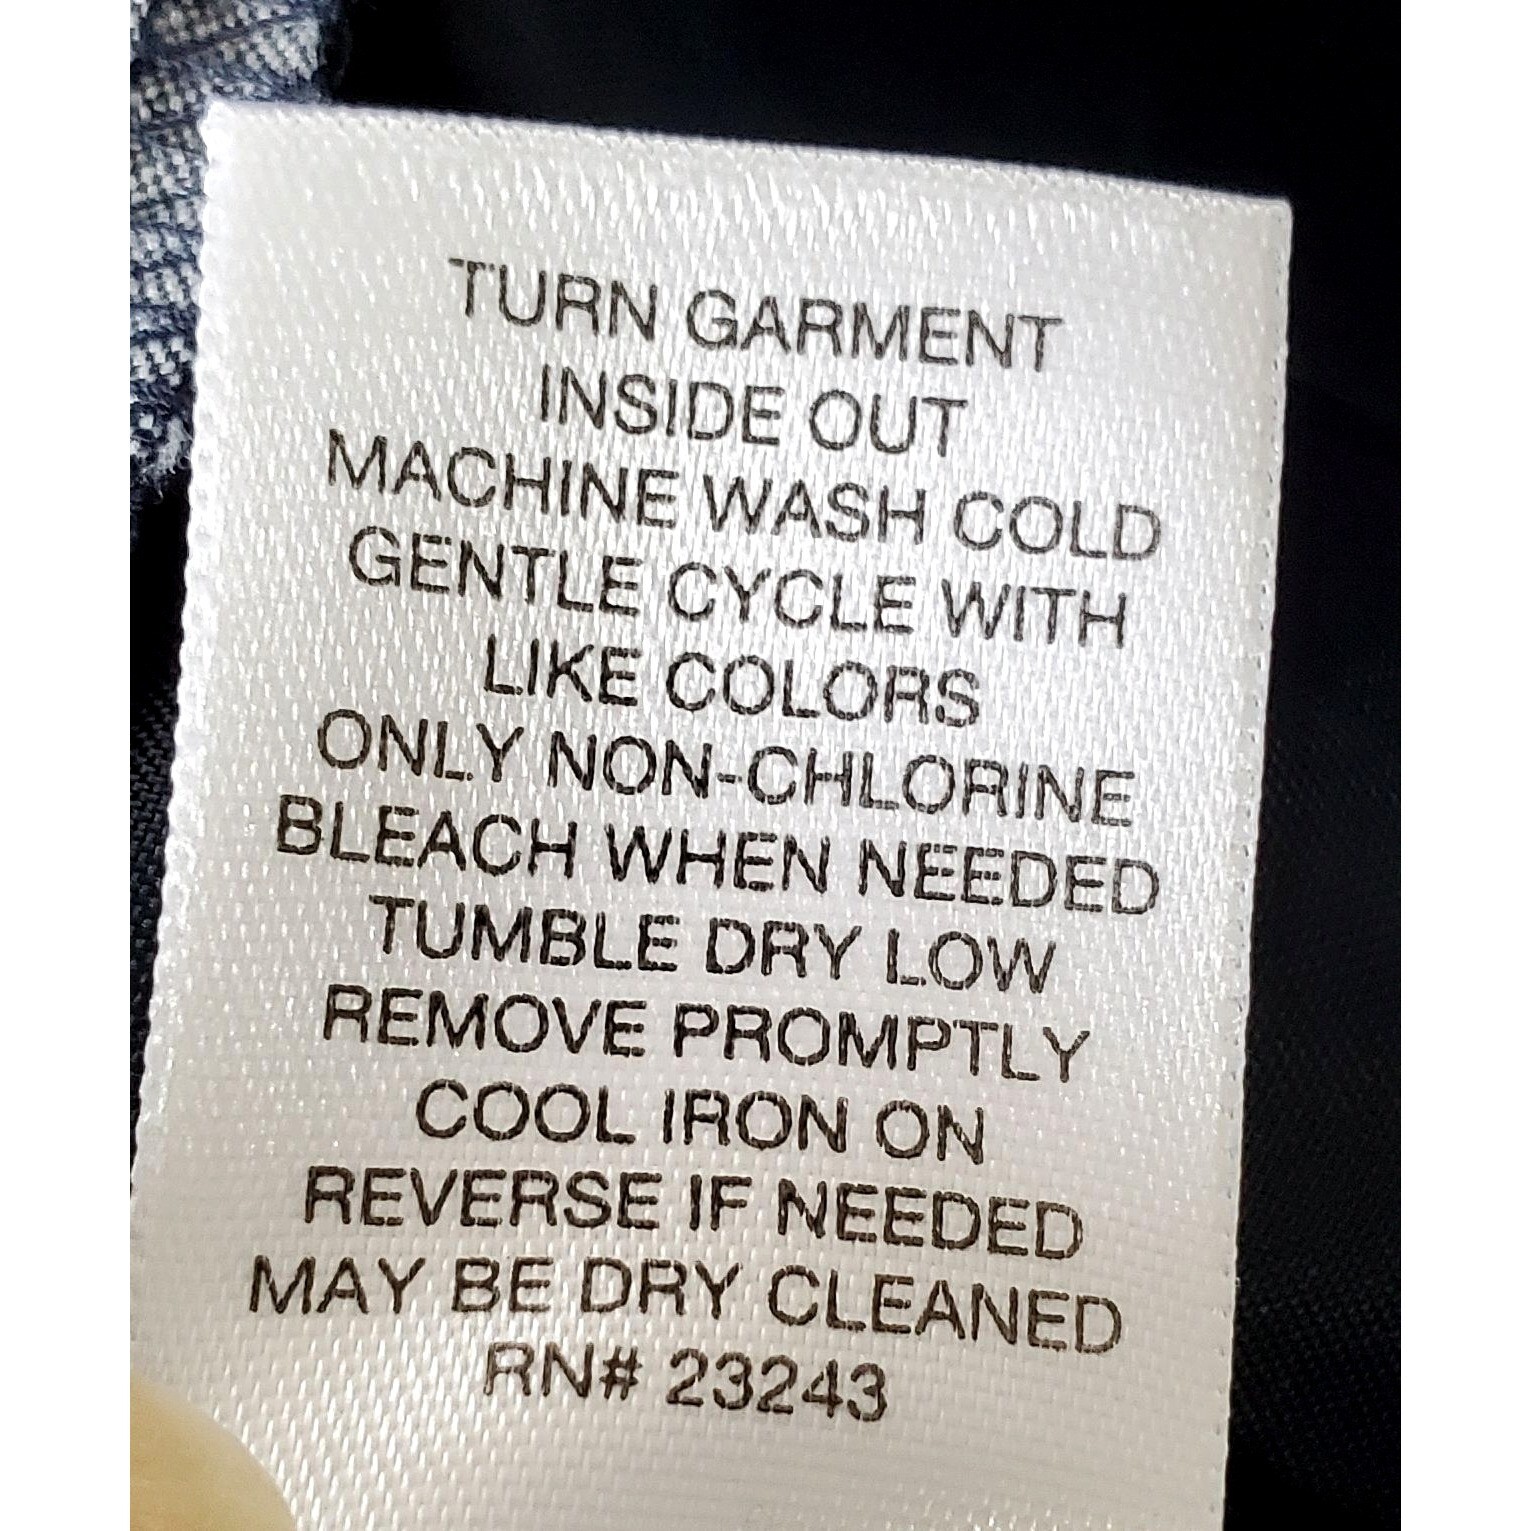 TURN GARMENT
INSIDE OUT
MACHINE WASH COLD
GENTLE CYCLE WITH
LIKE COLORS
ONLY NON-CHLORINE
BLEACH WHEN NEEDED
TUMBLE DRY LOW
REMOVE PROMPTLY
COOL IRON ON
REVERSE IF NEEDED
MAY BE DRY CLEANED
RN# 23243